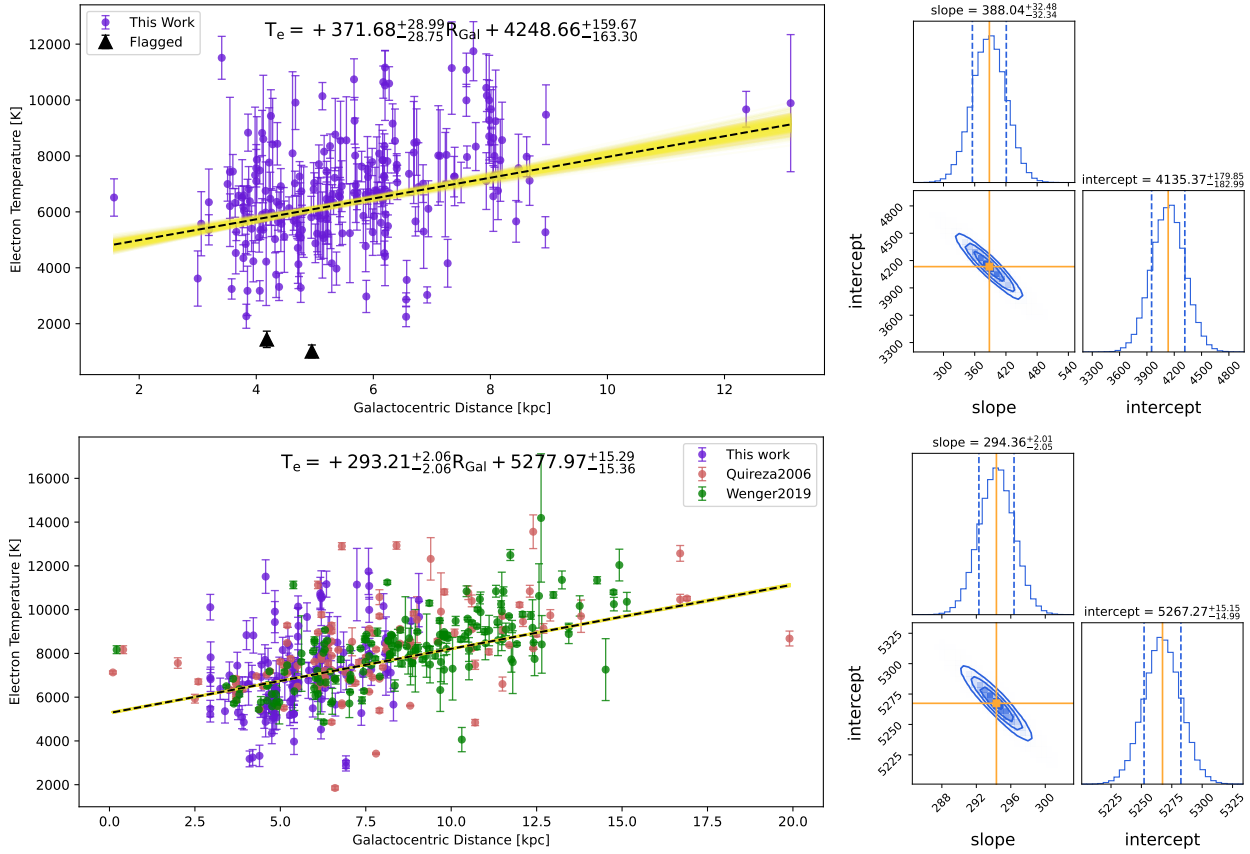 This Work
Flagged
T_e = +371.68^{+28.99}_{-28.75}R_Gal + 4248.66^{+159.67}_{-163.30}
Electron Temperature [K]
12000
10000
8000
6000
4000
2000
2 4 6 8 10 12
Galactocentric Distance [kpc]
slope = 388.04^{+32.48}_{-32.34}
intercept = 4135.37^{+179.85}_{-182.99}
intercept
4800
4500
4200
3900
3600
3300
300 360 420 480 540
slope
3300 3600 3900 4200 4500 4800
intercept
T_e = +293.21^{+2.06}_{-2.06}R_Gal + 5277.97^{+15.29}_{-15.36}
This work
Quireza2006
Wenger2019
Electron Temperature [K]
16000
14000
12000
10000
8000
6000
4000
2000
0.0 2.5 5.0 7.5 10.0 12.5 15.0 17.5 20.0
Galactocentric Distance [kpc]
slope = 294.36^{+2.01}_{-2.05}
intercept = 5267.27^{+15.15}_{-14.99}
intercept
5325
5300
5275
5250
5225
288 292 296 300
slope
5225 5250 5275 5300 5325
intercept